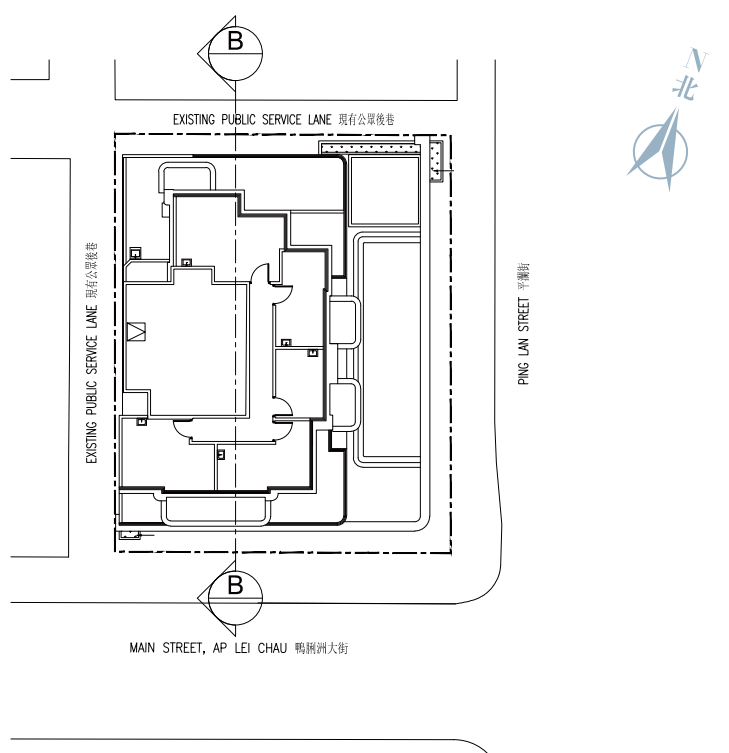 B
N
北
EXISTING PUBLIC SERVICE LANE 現有公眾後巷
EXISTING PUBLIC SERVICE LANE 現有公眾後巷
PING LAN STREET 平瀾街
B
MAIN STREET, AP LEI CHAU 鴨脷洲大街